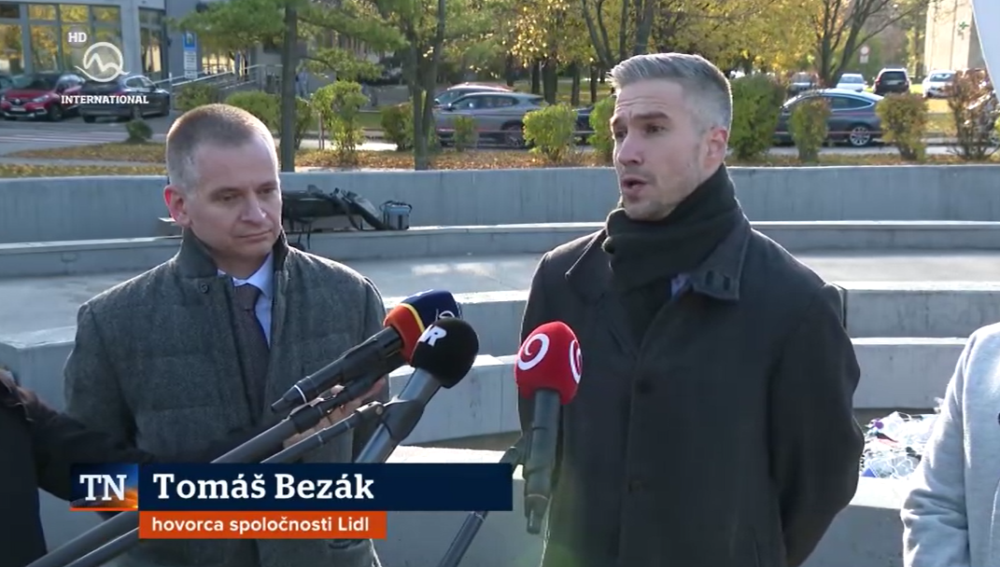 HD
INTERNATIONAL
TN
Tomáš Bezák
hovorca spoločnosti Lidl